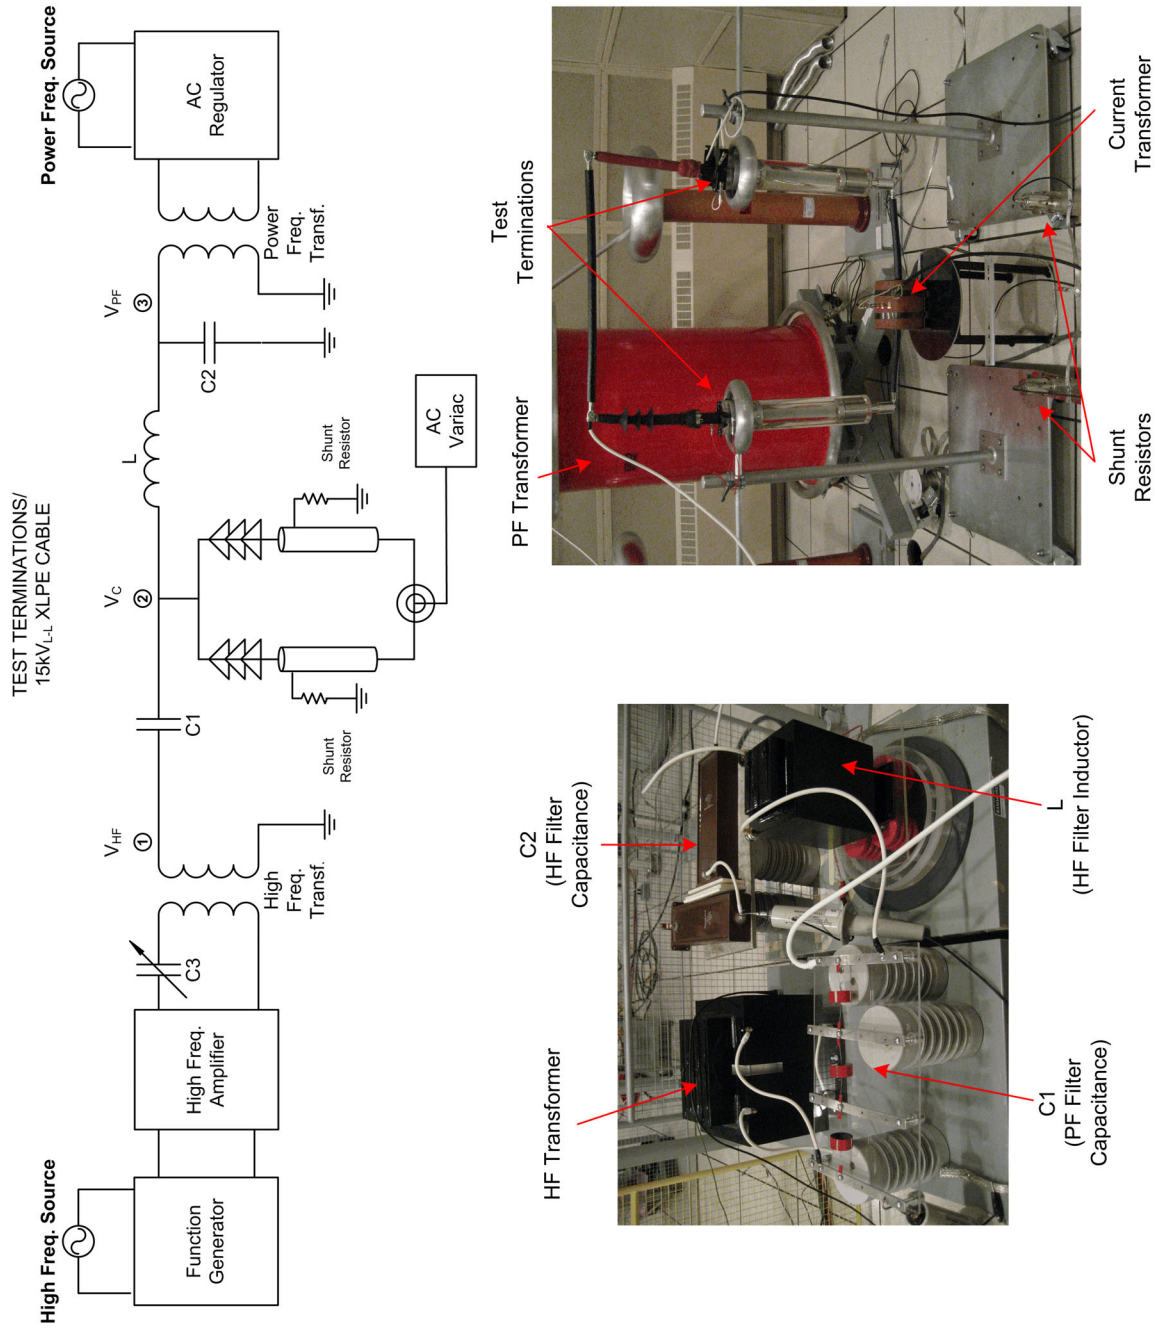 High Freq. Source
Function
Generator
High Freq.
Amplifier
C3
High
Freq.
Transf.
V_HF
①
C1
TEST TERMINATIONS/
15kV_L-L XLPE CABLE
V_C
②
Shunt
Resistor
Shunt
Resistor
AC
Variac
L
C2
V_PF
③
Power
Freq.
Transf.
AC
Regulator
Power Freq. Source
HF Transformer
C2
(HF Filter
Capacitance)
C1
(PF Filter
Capacitance)
L
(HF Filter Inductor)
PF Transformer
Test
Terminations
Shunt
Resistors
Current
Transformer